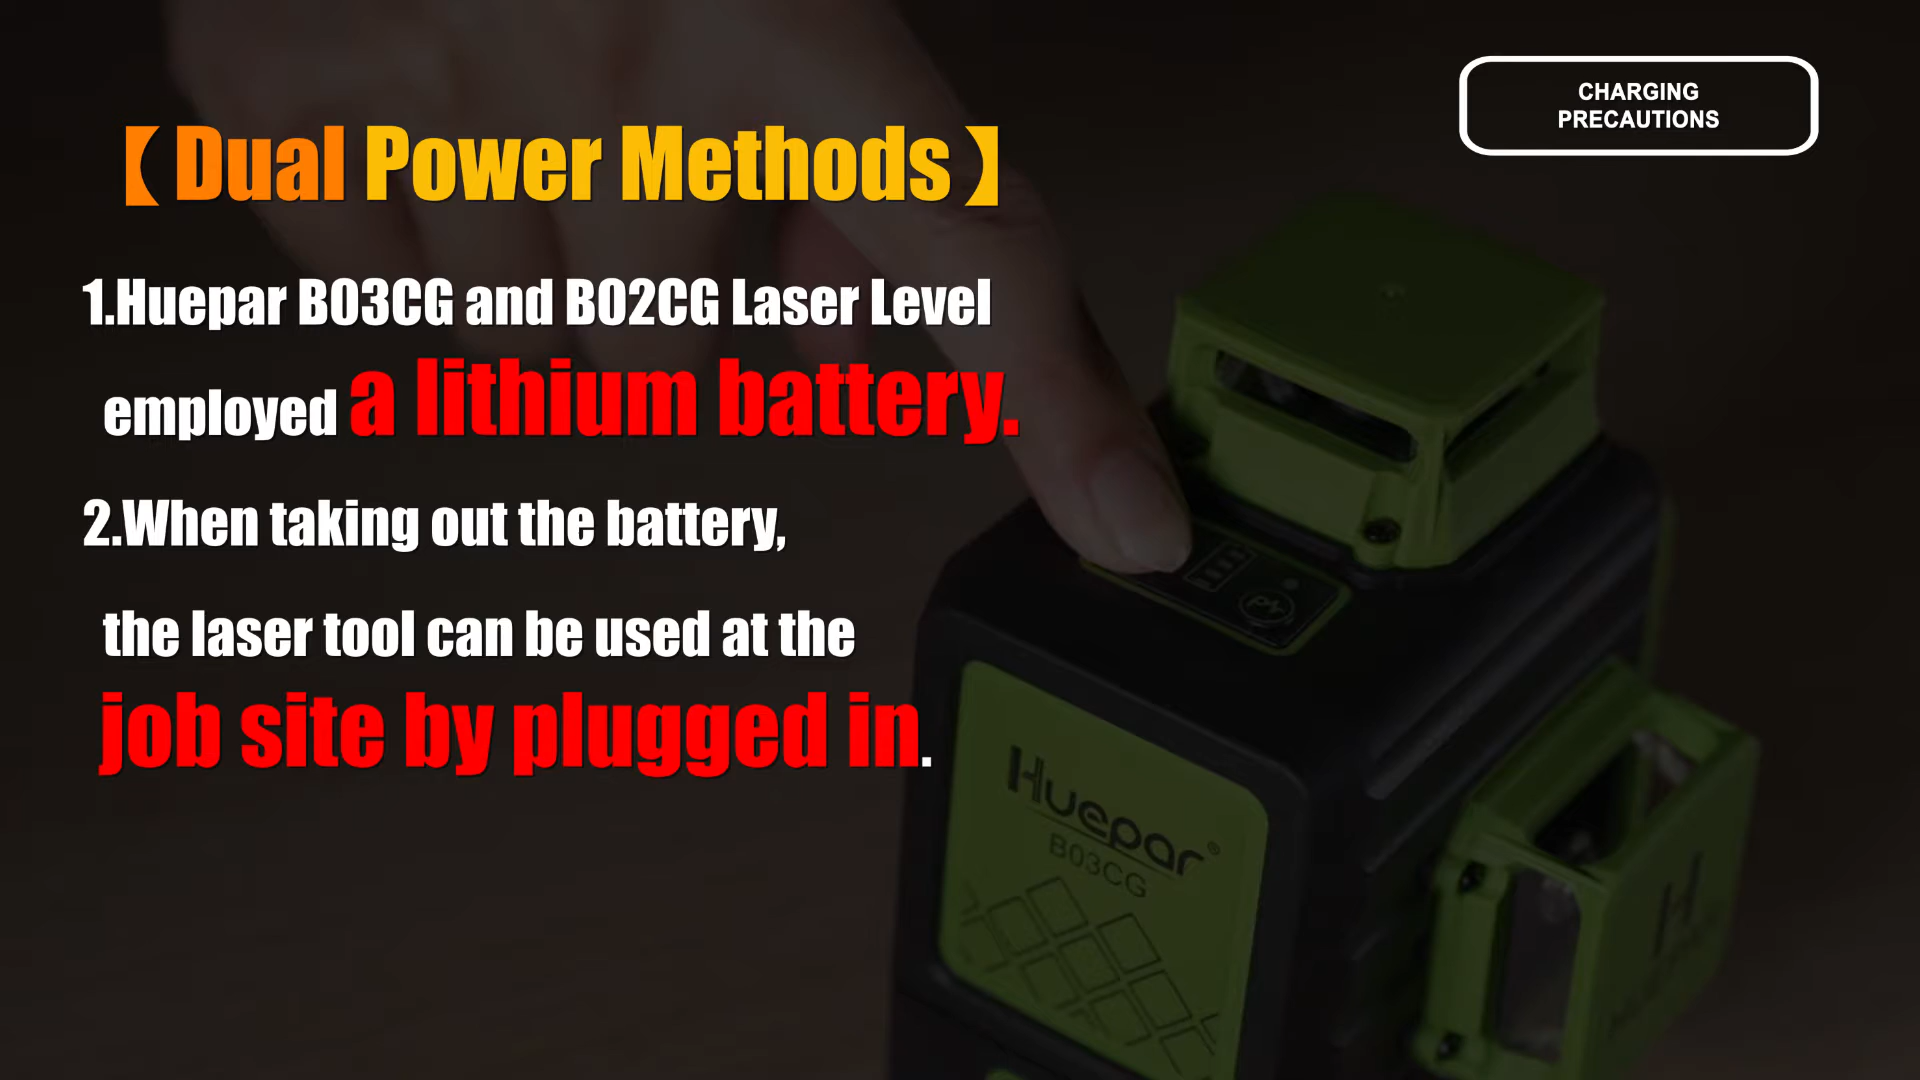 CHARGING
PRECAUTIONS
【Dual Power Methods】
1.Huepar B03CG and B02CG Laser Level
employed a lithium battery.
2.When taking out the battery,
the laser tool can be used at the
job site by plugged in.
Huepar®
B03CG
H